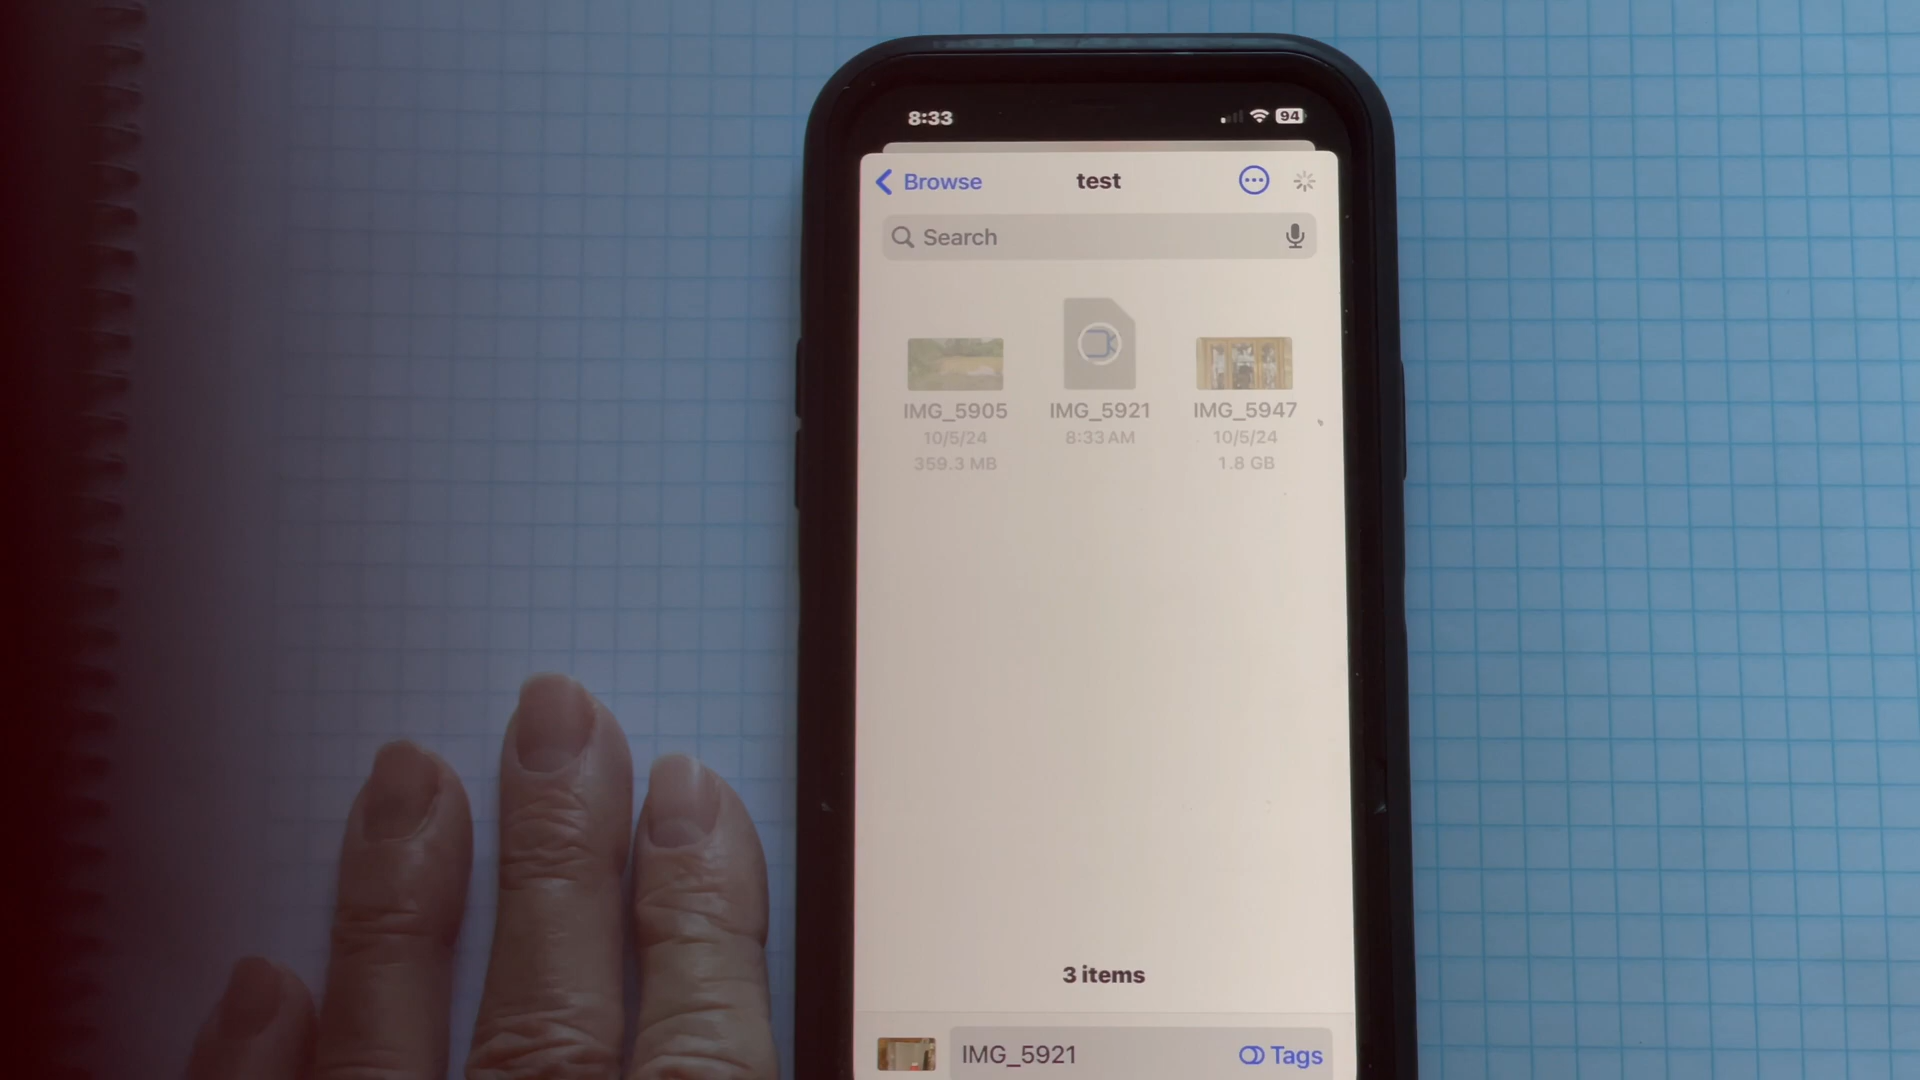 8:33
94
Browse
test
Search
IMG_5905
10/5/24
359.3 MB
IMG_5921
8:33 AM
IMG_5947
10/5/24
1.8 GB
3 items
IMG_5921
Tags